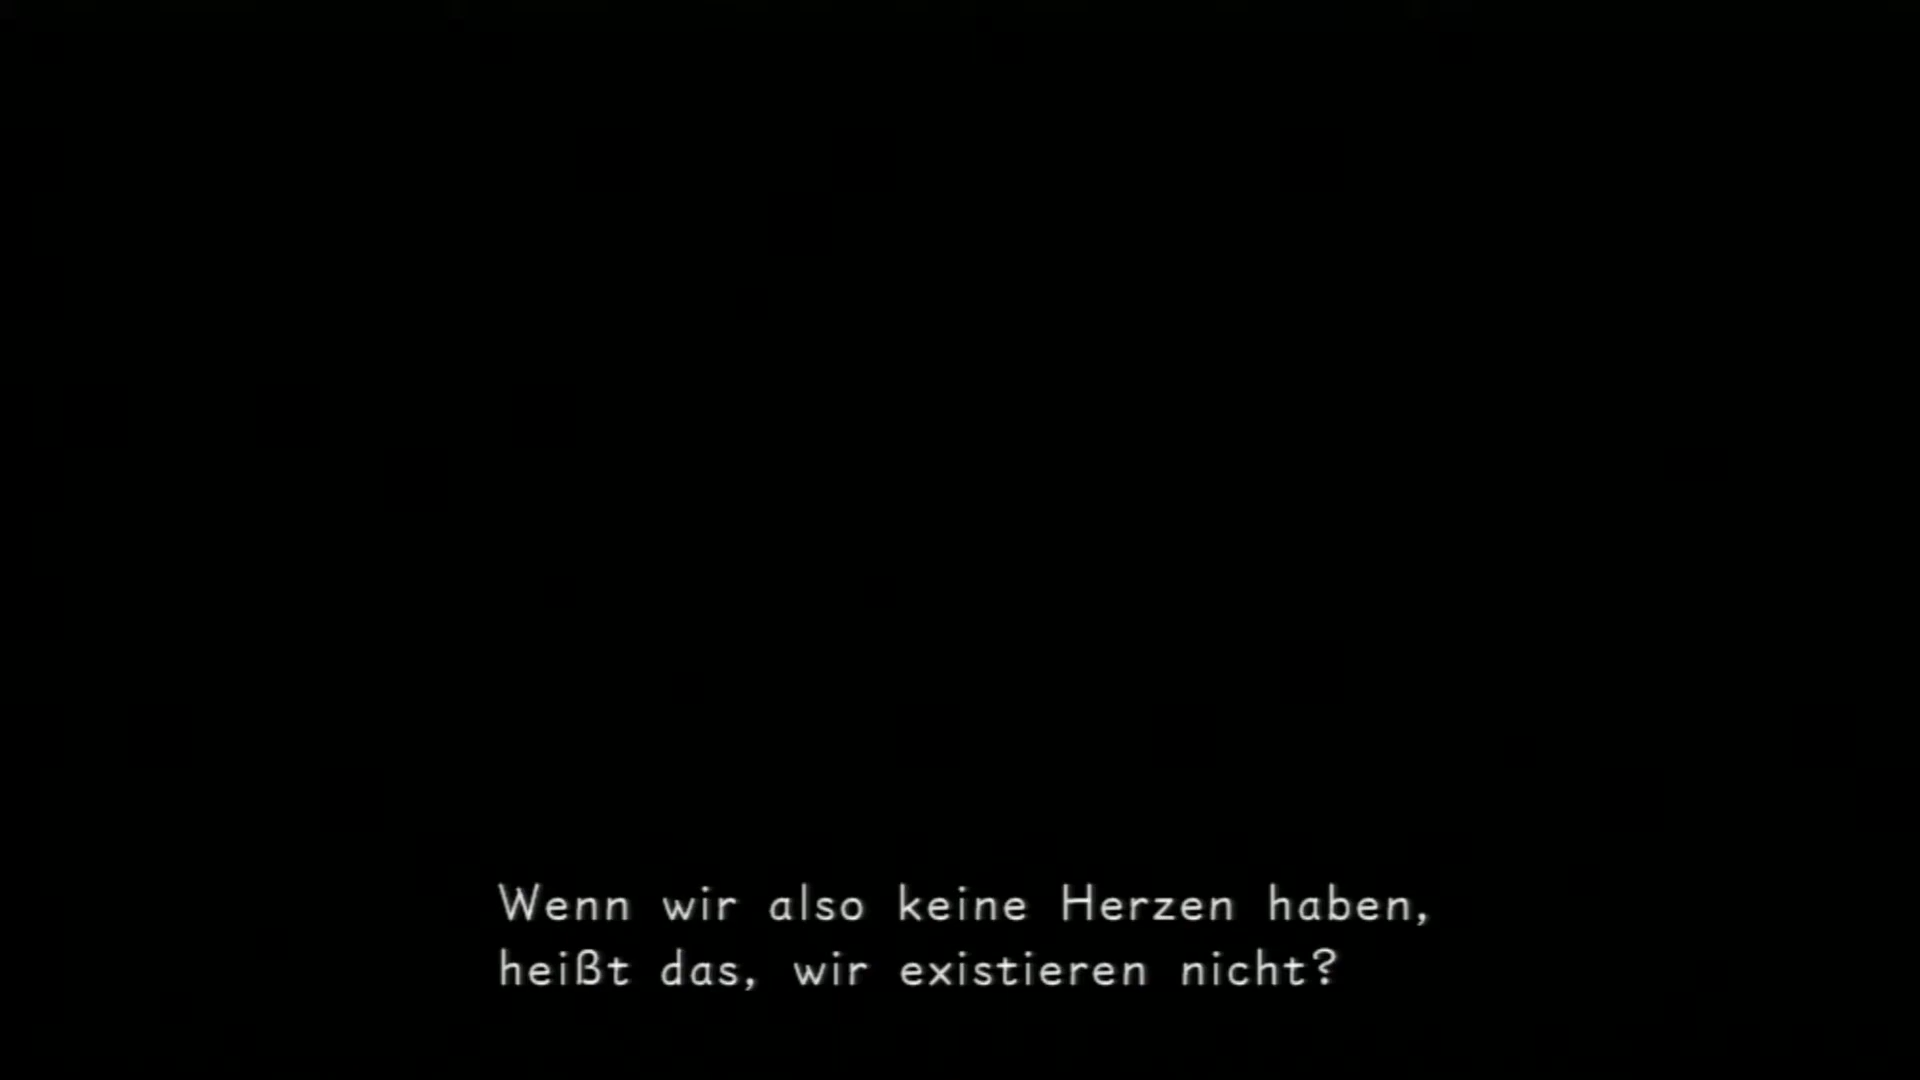 Wenn wir also keine Herzen haben,
heißt das, wir existieren nicht?